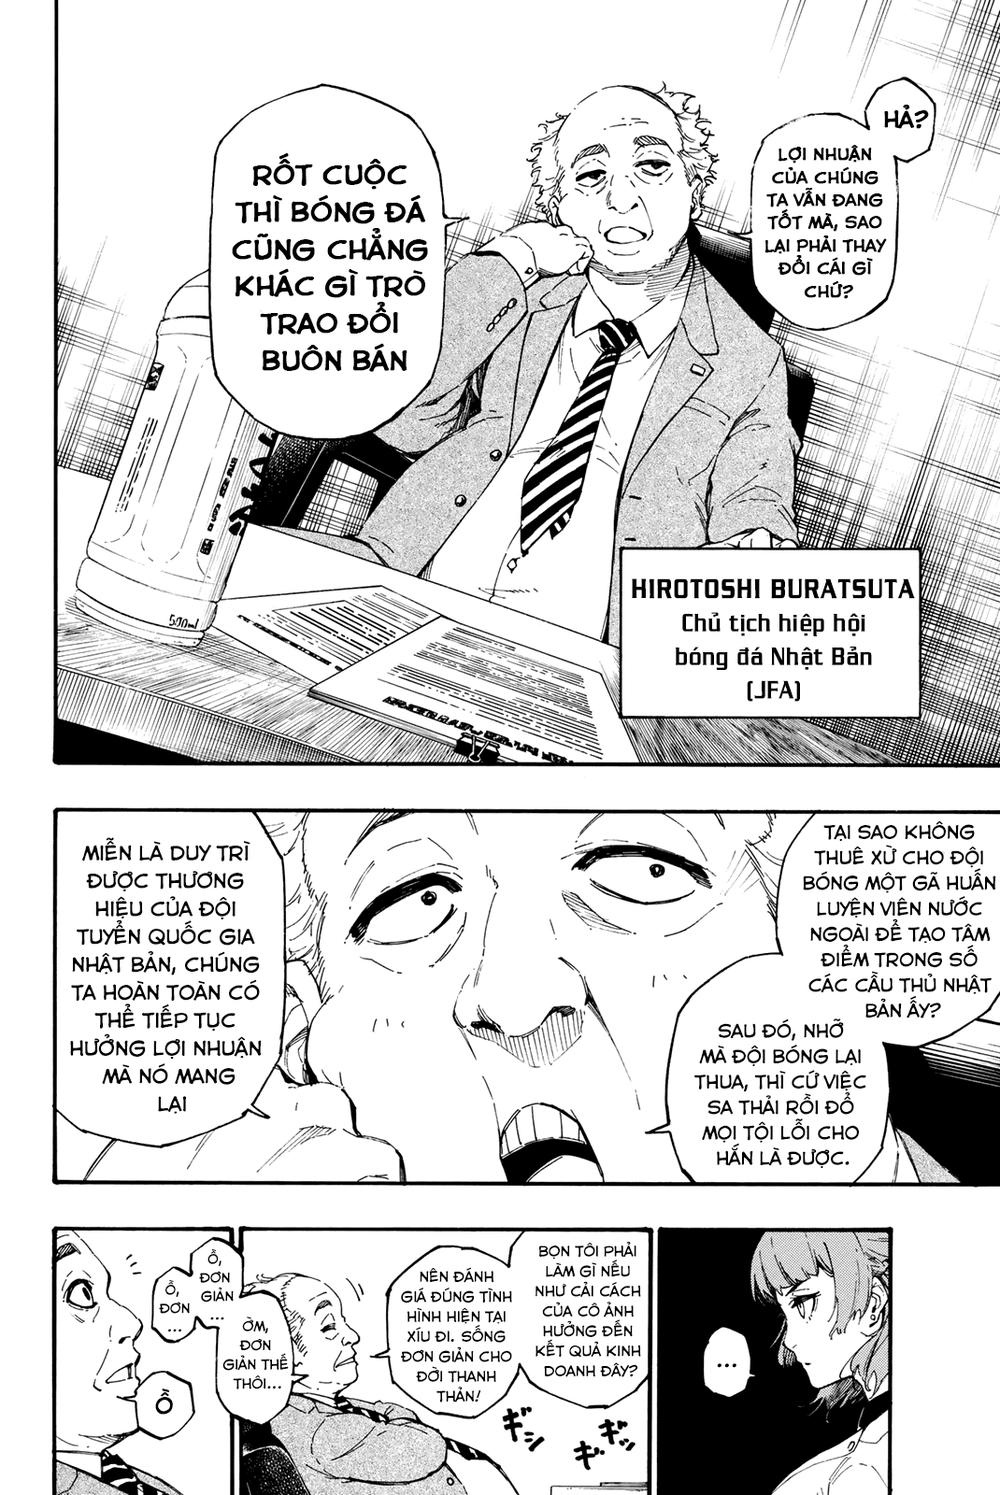 HẢ?
LỢI NHUẬN
CỦA CHÚNG
TA VẪN ĐANG
TỐT MÀ, SAO
LẠI PHẢI THAY
ĐỔI CÁI GÌ
CHỨ?
RỐT CUỘC
THÌ BÓNG ĐÁ
CŨNG CHẲNG
KHÁC GÌ TRÒ
TRAO ĐỔI
BUÔN BÁN
500ml
HIROTOSHI BURATSUTA
Chủ tịch hiệp hội
bóng đá Nhật Bản
(JFA)
TẠI SAO KHÔNG
THUÊ XỪ CHO ĐỘI
BÓNG MỘT GÃ HUẤN
LUYỆN VIÊN NƯỚC
NGOÀI ĐỂ TẠO TÂM
ĐIỂM TRONG SỐ
CÁC CẦU THỦ NHẬT
BẢN ẤY?
SAU ĐÓ, NHỠ
MÀ ĐỘI BÓNG LẠI
THUA, THÌ CỨ VIỆC
SA THẢI RỒI ĐỔ
MỌI TỘI LỖI CHO
HẮN LÀ ĐƯỢC.
MIỄN LÀ DUY TRÌ
ĐƯỢC THƯƠNG
HIỆU CỦA ĐỘI
TUYỂN QUỐC GIA
NHẬT BẢN, CHÚNG
TA HOÀN TOÀN CÓ
THỂ TIẾP TỤC
HƯỞNG LỢI NHUẬN
MÀ NÓ MANG
LẠI
...
BỌN TÔI PHẢI
LÀM GÌ NẾU
NHƯ CẢI CÁCH
CỦA CÔ ẢNH
HƯỞNG ĐẾN
KẾT QUẢ KINH
DOANH ĐÂY?
NÊN ĐÁNH
GIÁ ĐÚNG TÌNH
HÌNH HIỆN TẠI
XÍU ĐI. SỐNG
ĐƠN GIẢN CHO
ĐỜI THANH
THẢN!
ギギシ
ギギシ
Ồ,
ĐƠN
GIẢN
...
ỜM,
ĐƠN
GIẢN THẾ
THÔI...
Ồ,
ĐƠN
...
Ồ